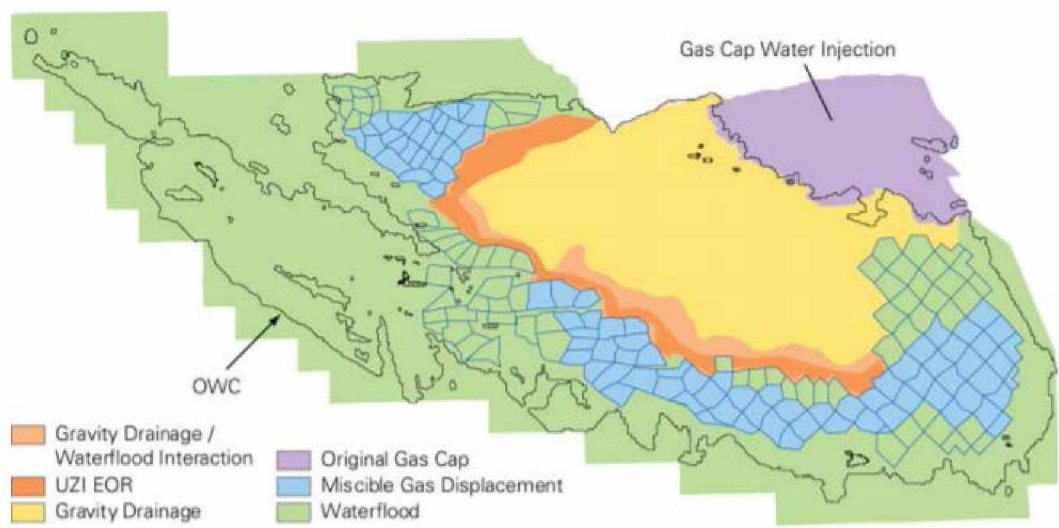 Gas Cap Water Injection
OWC
Gravity Drainage /
Waterflood Interaction
UZI EOR
Gravity Drainage
Original Gas Cap
Miscible Gas Displacement
Waterflood